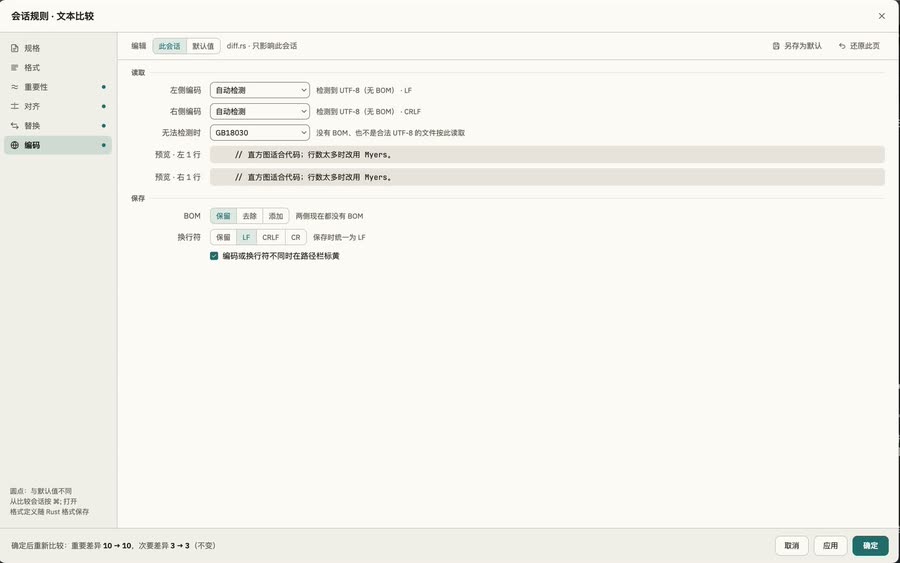 会话规则 · 文本比较
规格
格式
重要性
对齐
替换
编码
编辑 此会话 默认值 diff.rs · 只影响此会话 另存为默认 还原此页
读取
左侧编码 自动检测 检测到 UTF-8（无 BOM） · LF
右侧编码 自动检测 检测到 UTF-8（无 BOM） · CRLF
无法检测时 GB18030 没有 BOM、也不是合法 UTF-8 的文件按此读取
预览 · 左 1 行 // 直方图适合代码；行数太多时改用 Myers。
预览 · 右 1 行 // 直方图适合代码；行数太多时改用 Myers。
保存
BOM 保留 去除 添加 两侧现在都没有 BOM
换行符 保留 LF CRLF CR 保存时统一为 LF
编码或换行符不同时在路径栏标黄
圆点：与默认值不同
从比较会话按 ⌘; 打开
格式定义随 Rust 格式保存
确定后重新比较：重要差异 10 → 10，次要差异 3 → 3（不变）
取消 应用 确定